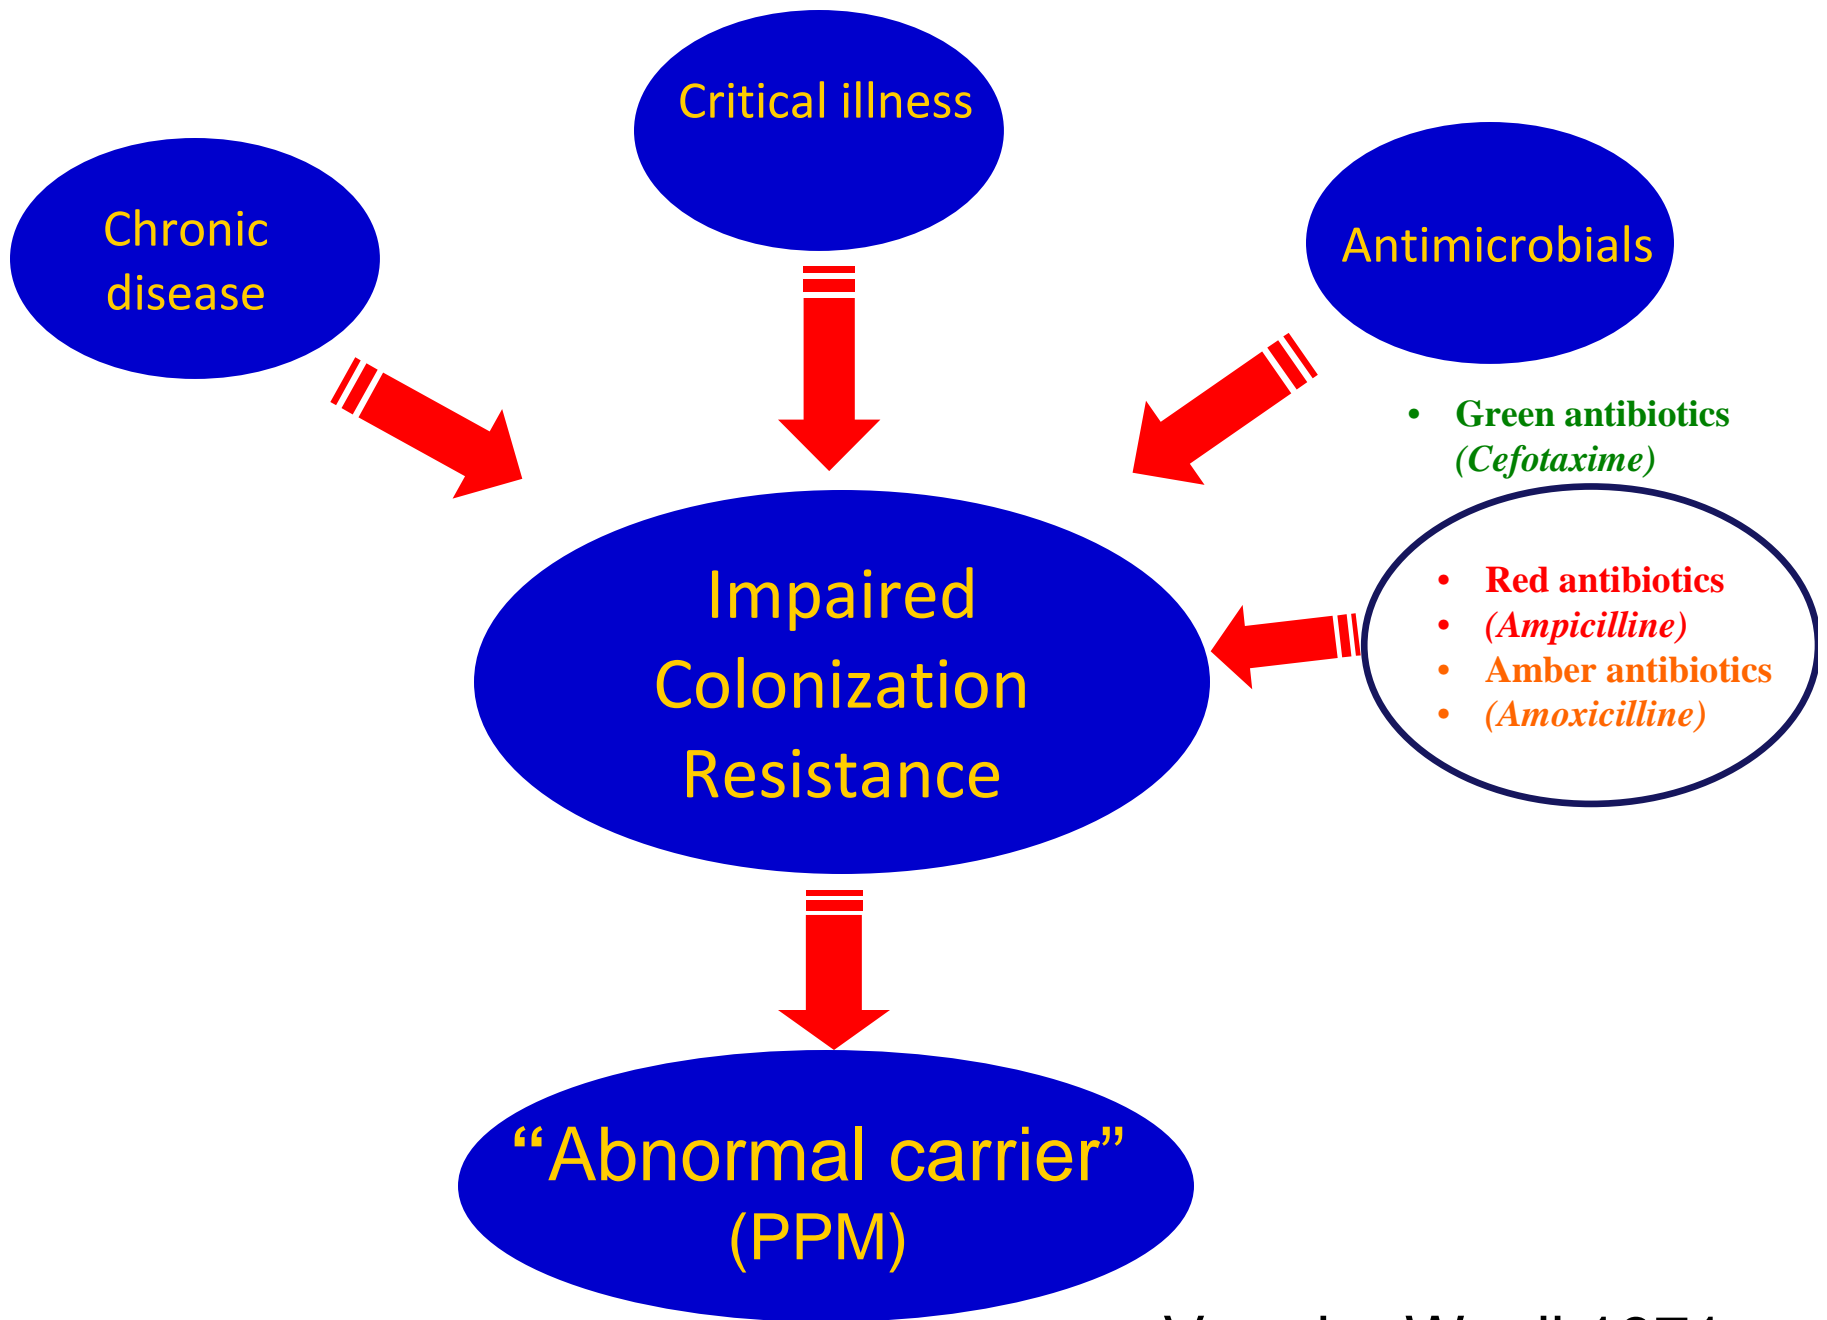 Critical illness
Chronic
disease
Antimicrobials
• Green antibiotics
(Cefotaxime)
Impaired
Colonization
Resistance
• Red antibiotics
• (Ampicilline)
• Amber antibiotics
• (Amoxicilline)
“Abnormal carrier”
(PPM)